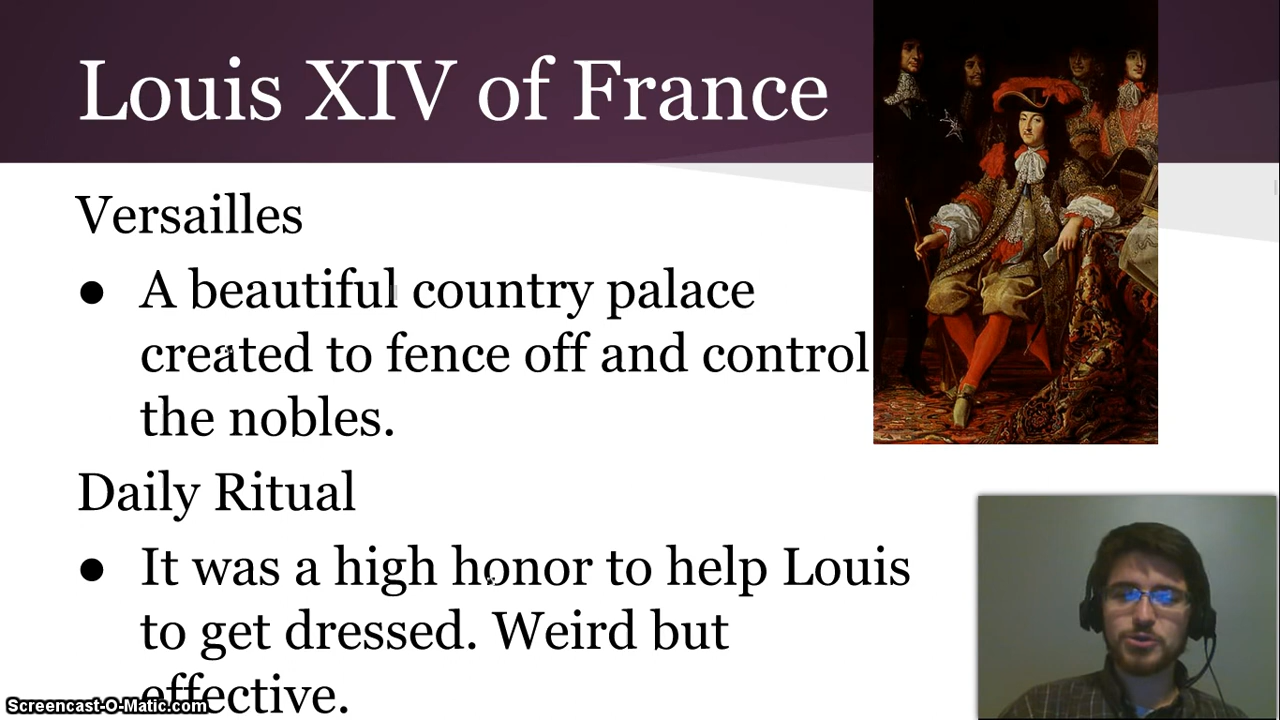 Louis XIV of France
Versailles
● A beautiful country palace
created to fence off and control
the nobles.
Daily Ritual
● It was a high honor to help Louis
to get dressed. Weird but
effective.
Screencast-O-Matic.com